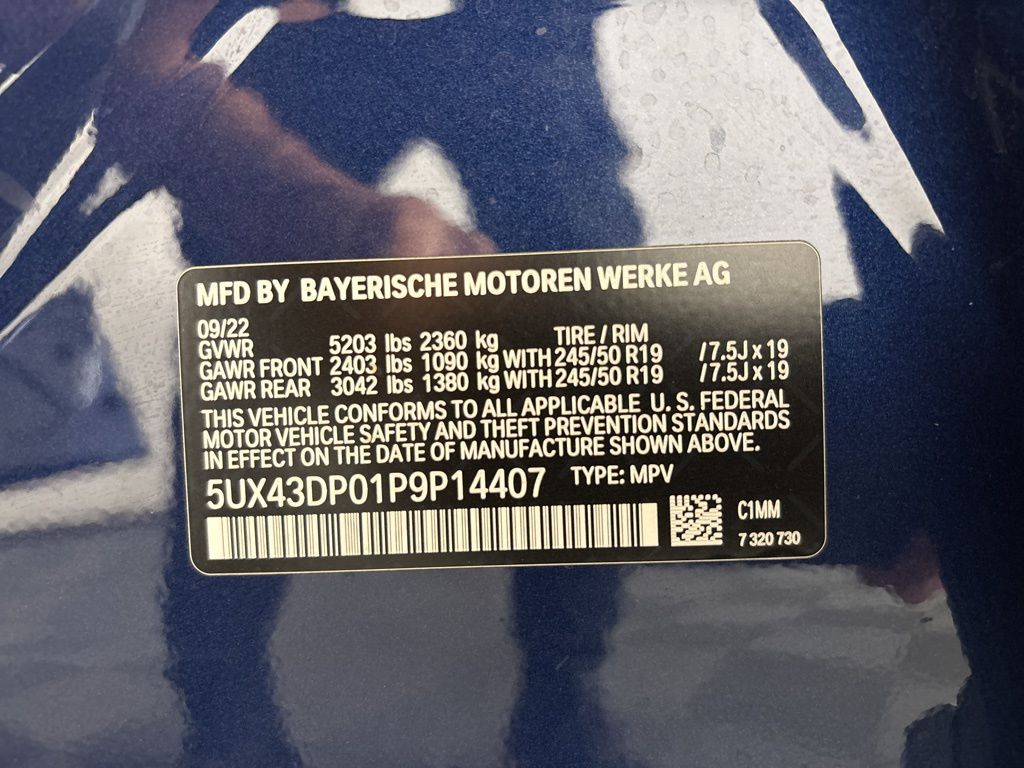 MFD BY BAYERISCHE MOTOREN WERKE AG
09/22
GVWR 5203 lbs 2360 kg TIRE / RIM
GAWR FRONT 2403 lbs 1090 kg WITH 245/50 R19 /7.5J x 19
GAWR REAR 3042 lbs 1380 kg WITH 245/50 R19 /7.5J x 19
THIS VEHICLE CONFORMS TO ALL APPLICABLE U. S. FEDERAL
MOTOR VEHICLE SAFETY AND THEFT PREVENTION STANDARDS
IN EFFECT ON THE DATE OF MANUFACTURE SHOWN ABOVE.
5UX43DP01P9P14407 TYPE: MPV
C1MM
7 320 730